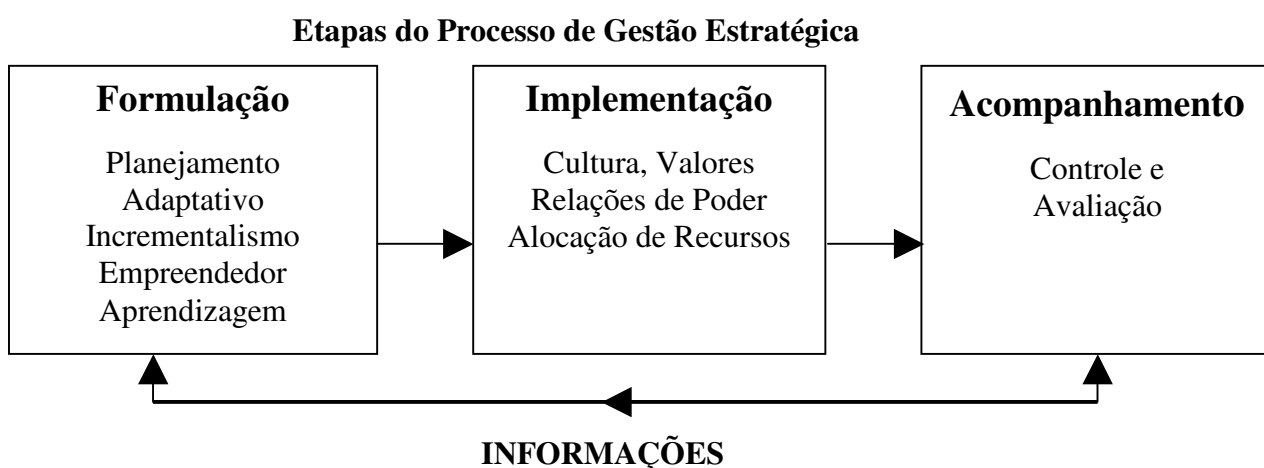 Etapas do Processo de Gestão Estratégica
Formulação
Planejamento
Adaptativo
Incrementalismo
Empreendedor
Aprendizagem
Implementação
Cultura, Valores
Relações de Poder
Alocação de Recursos
Acompanhamento
Controle e
Avaliação
INFORMAÇÕES